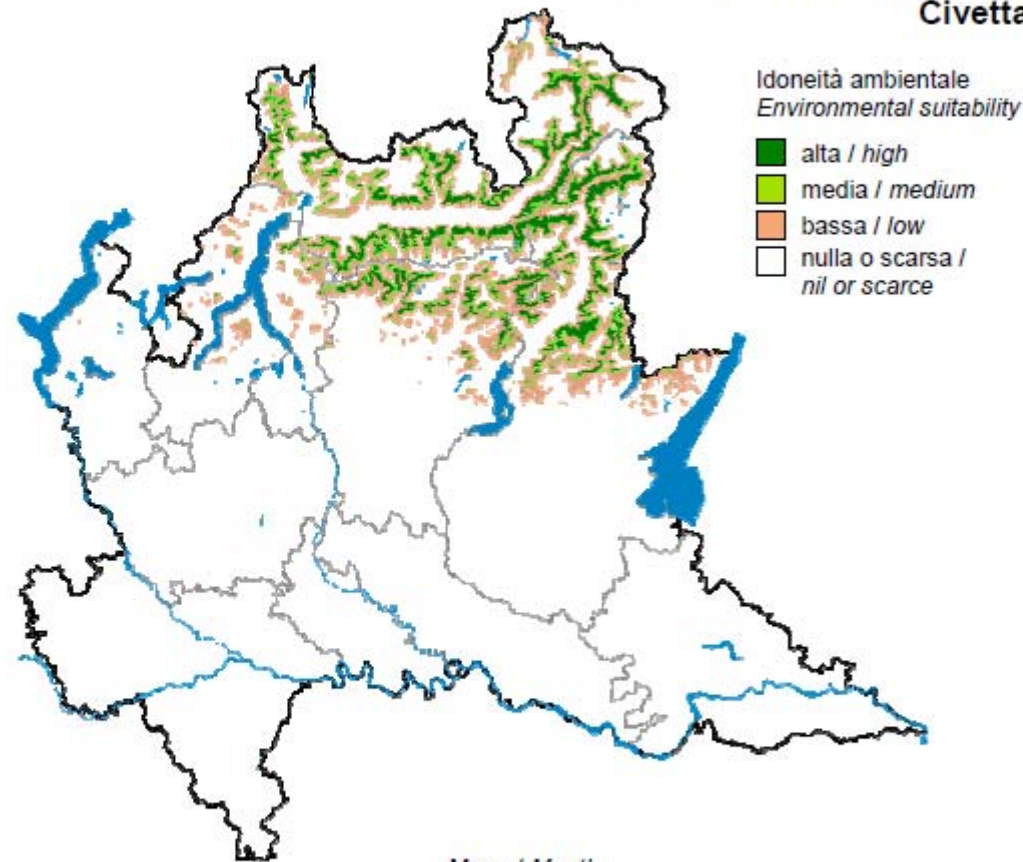 Civetta
Idoneità ambientale
Environmental suitability
alta / high
media / medium
bassa / low
nulla o scarsa /
nil or scarce